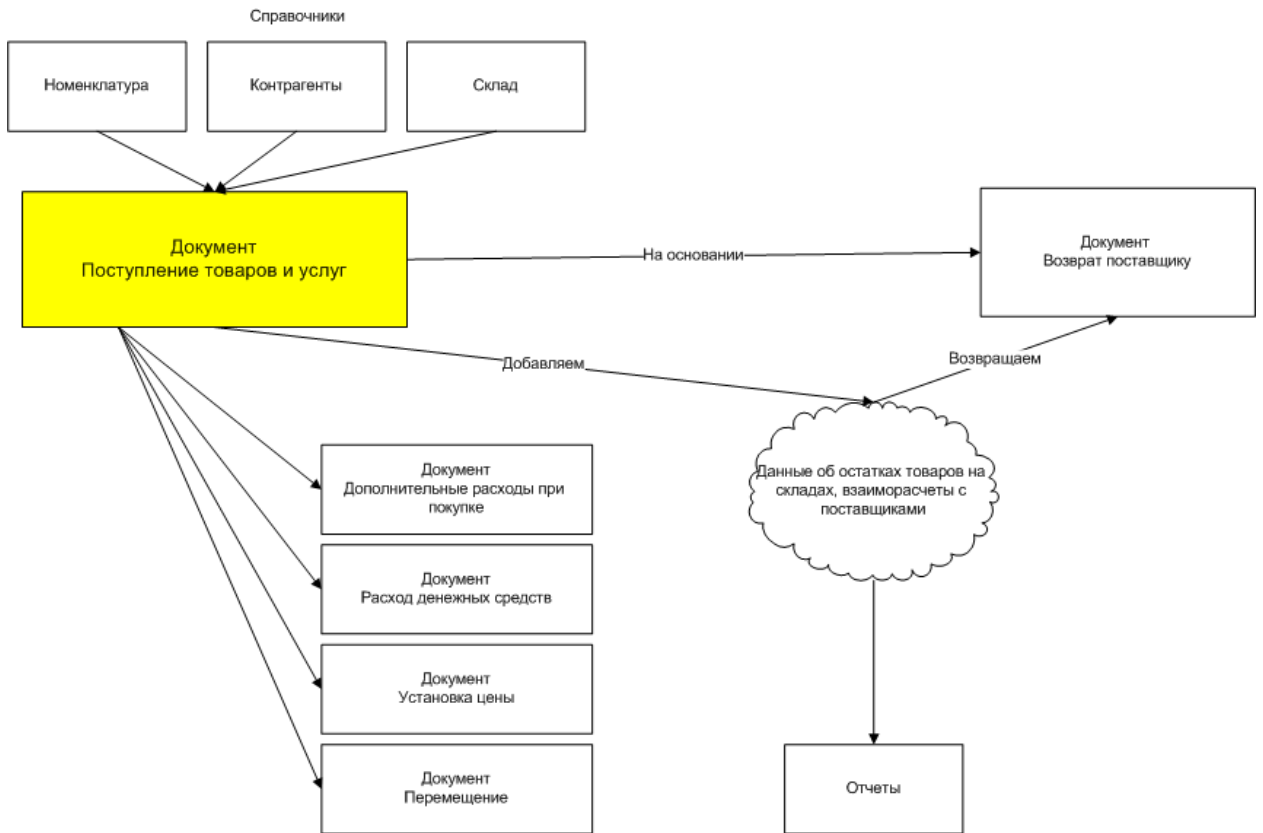 Справочники
Номенклатура
Контрагенты
Склад
Документ
Поступление товаров и услуг
На основании
Документ
Возврат поставщику
Добавляем
Возвращаем
Документ
Дополнительные расходы при
покупке
Данные об остатках товаров на
складах, взаиморасчеты с
поставщиками
Документ
Расход денежных средств
Документ
Установка цены
Документ
Перемещение
Отчеты